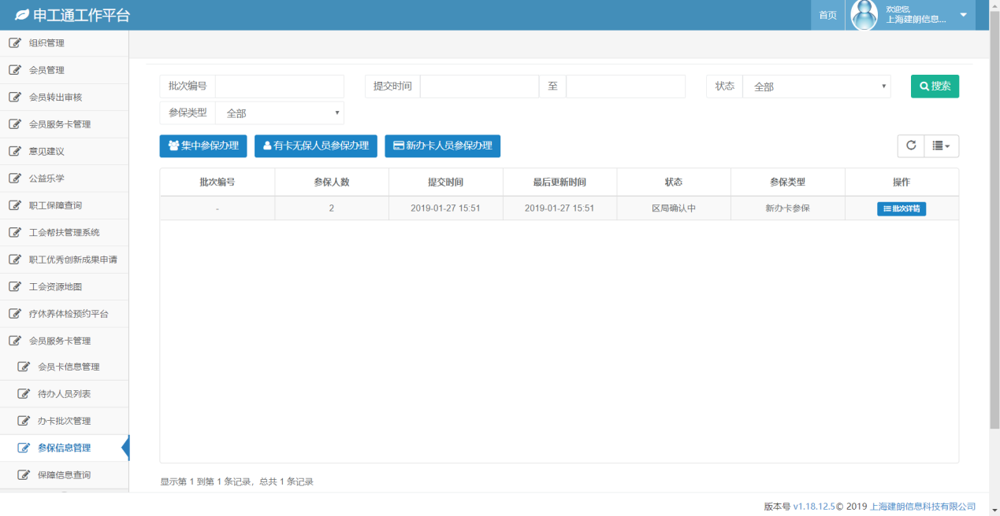 申工通工作平台
首页
欢迎您,
上海建朗信息...
组织管理
会员管理
会员转出审核
会员服务卡管理
意见建议
公益乐学
职工保障查询
工会帮扶管理系统
职工优秀创新成果申请
工会资源地图
疗休养体检预约平台
会员服务卡管理
会员卡信息管理
待办人员列表
办卡批次管理
参保信息管理
保障信息查询
批次编号 提交时间 至 状态 全部 搜索
参保类型 全部
集中参保办理 有卡无保人员参保办理 新办卡人员参保办理
批次编号 参保人数 提交时间 最后更新时间 状态 参保类型 操作
- 2 2019-01-27 15:51 2019-01-27 15:51 区局确认中 新办卡参保 批次详情
显示第 1 到第 1 条记录，总共 1 条记录
版本号 v1.18.12.5© 2019 上海建朗信息科技有限公司